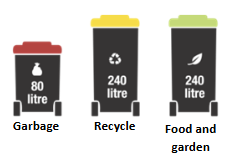 80
litre
240
litre
240
litre
Garbage
Recycle
Food and
garden